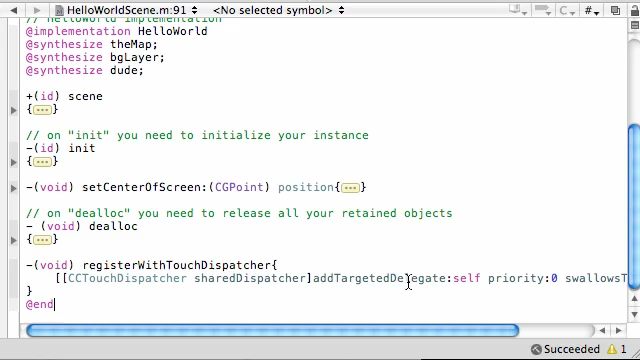 HelloWorldScene.m:91 <No selected symbol> #
// HelloWorld implementation
@implementation HelloWorld
@synthesize theMap;
@synthesize bgLayer;
@synthesize dude;
+(id) scene
{...}
// on "init" you need to initialize your instance
-(id) init
{...}
-(void) setCenterOfScreen:(CGPoint) position{...}
// on "dealloc" you need to release all your retained objects
- (void) dealloc
{...}
-(void) registerWithTouchDispatcher{
[[CCTouchDispatcher sharedDispatcher]addTargetedDelegate:self priority:0 swallowsT
}
@end
Succeeded 1